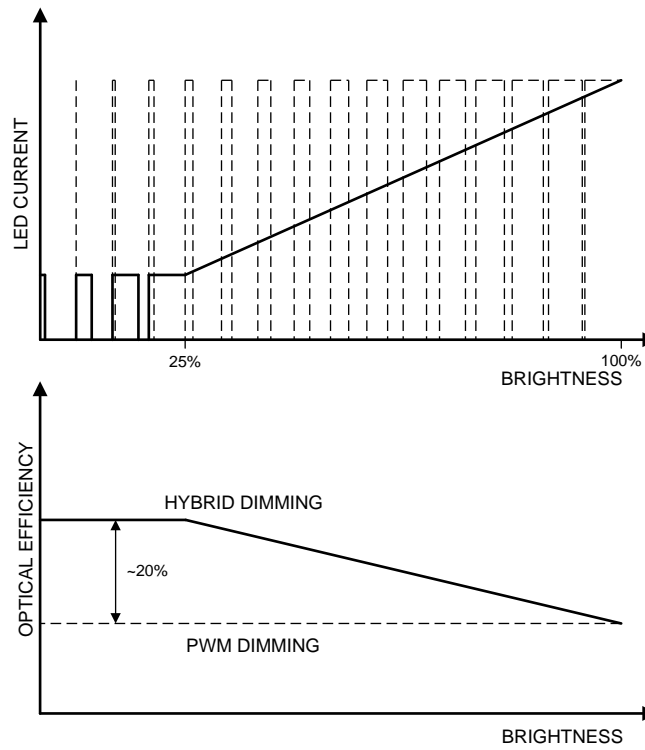 LED CURRENT
25%
100%
BRIGHTNESS
OPTICAL EFFICIENCY
HYBRID DIMMING
~20%
PWM DIMMING
BRIGHTNESS